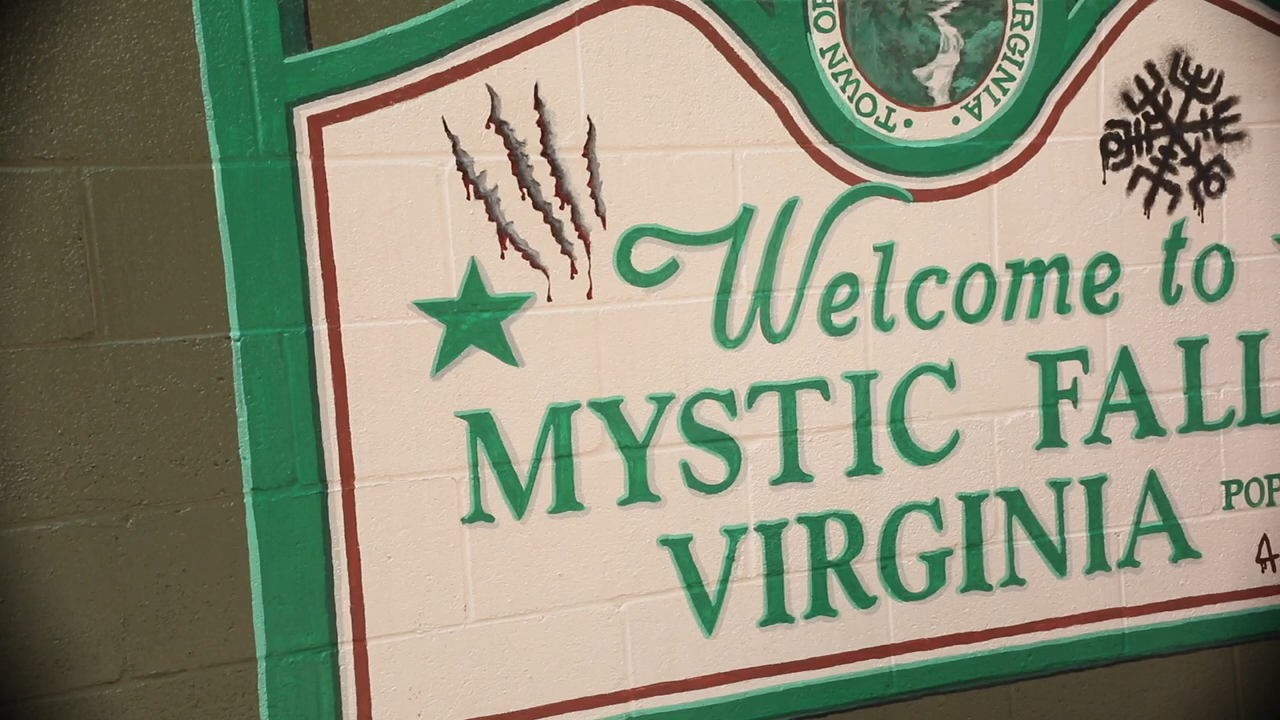 TOWN OF
VIRGINIA
Welcome to
MYSTIC FALL
VIRGINIA POP
A